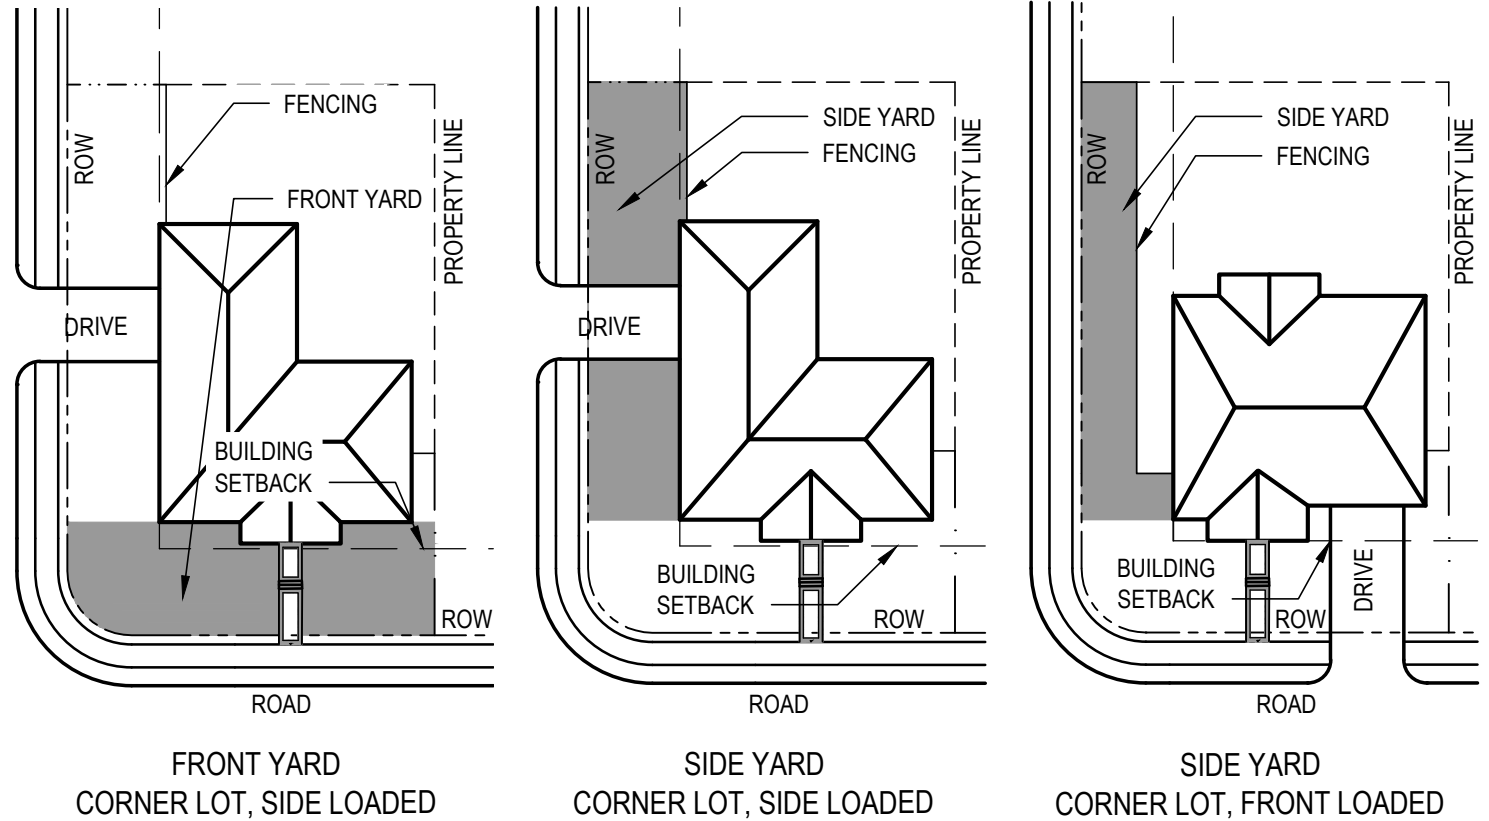 FENCING
ROW
PROPERTY LINE
FRONT YARD
DRIVE
BUILDING
SETBACK
ROW
ROAD
FRONT YARD
CORNER LOT, SIDE LOADED
SIDE YARD
FENCING
ROW
PROPERTY LINE
DRIVE
BUILDING
SETBACK
ROW
ROAD
SIDE YARD
CORNER LOT, SIDE LOADED
SIDE YARD
FENCING
ROW
PROPERTY LINE
BUILDING
SETBACK
ROW
DRIVE
ROAD
SIDE YARD
CORNER LOT, FRONT LOADED